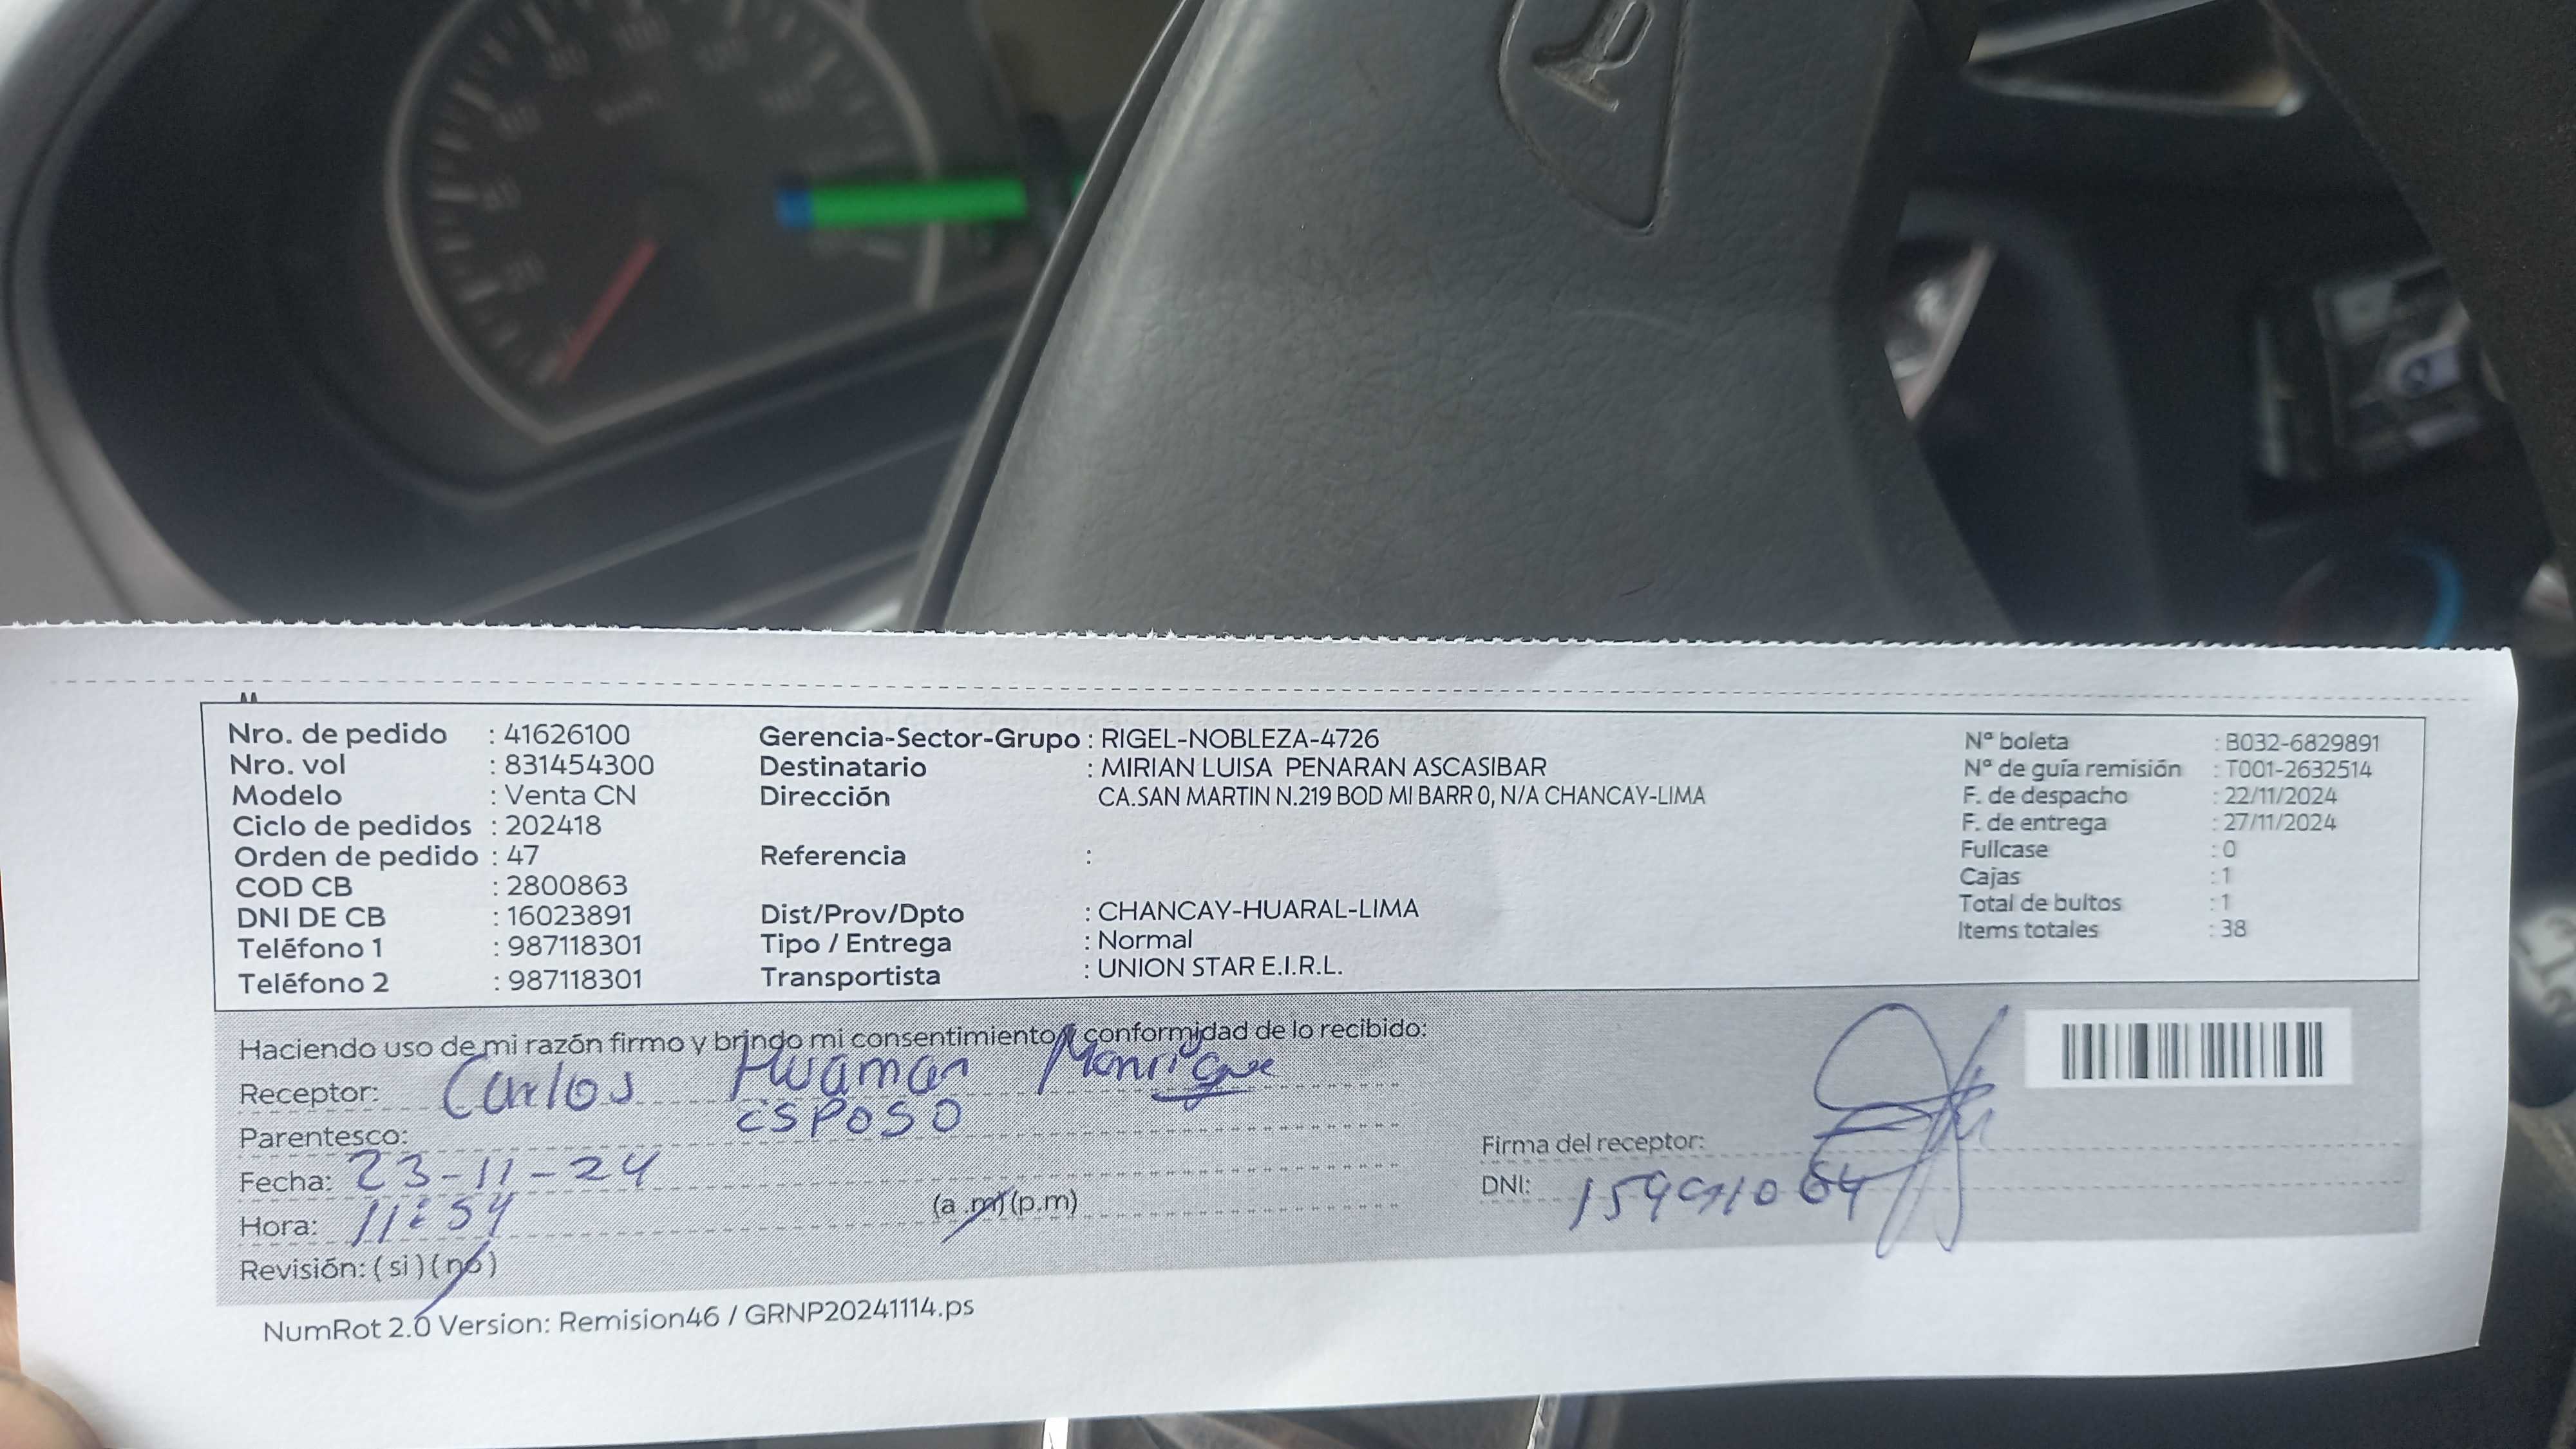 Nro. de pedido : 41626100
Nro. vol : 831454300
Modelo : Venta CN
Ciclo de pedidos : 202418
Orden de pedido : 47
COD CB : 2800863
DNI DE CB : 16023891
Teléfono 1 : 987118301
Teléfono 2 : 987118301
Gerencia-Sector-Grupo : RIGEL-NOBLEZA-4726
Destinatario : MIRIAN LUISA PENARAN ASCASIBAR
Dirección CA.SAN MARTIN N.219 BOD MI BARR 0, N/A CHANCAY-LIMA
Referencia :
Dist/Prov/Dpto : CHANCAY-HUARAL-LIMA
Tipo / Entrega : Normal
Transportista : UNION STAR E.I.R.L.
Nº boleta : B032-6829891
Nº de guía remisión : T001-2632514
F. de despacho : 22/11/2024
F. de entrega : 27/11/2024
Fullcase : 0
Cajas : 1
Total de bultos : 1
Items totales : 38
Haciendo uso de mi razón firmo y brindo mi consentimiento y conformidad de lo recibido:
Receptor: Carlos Huaman Manrique
Parentesco: ESPOSO
Fecha: 23-11-24
Hora: 11:54 (a.m)(p.m)
Revisión: (si)(no)
Firma del receptor:
DNI:
NumRot 2.0 Version: Remision46 / GRNP20241114.ps